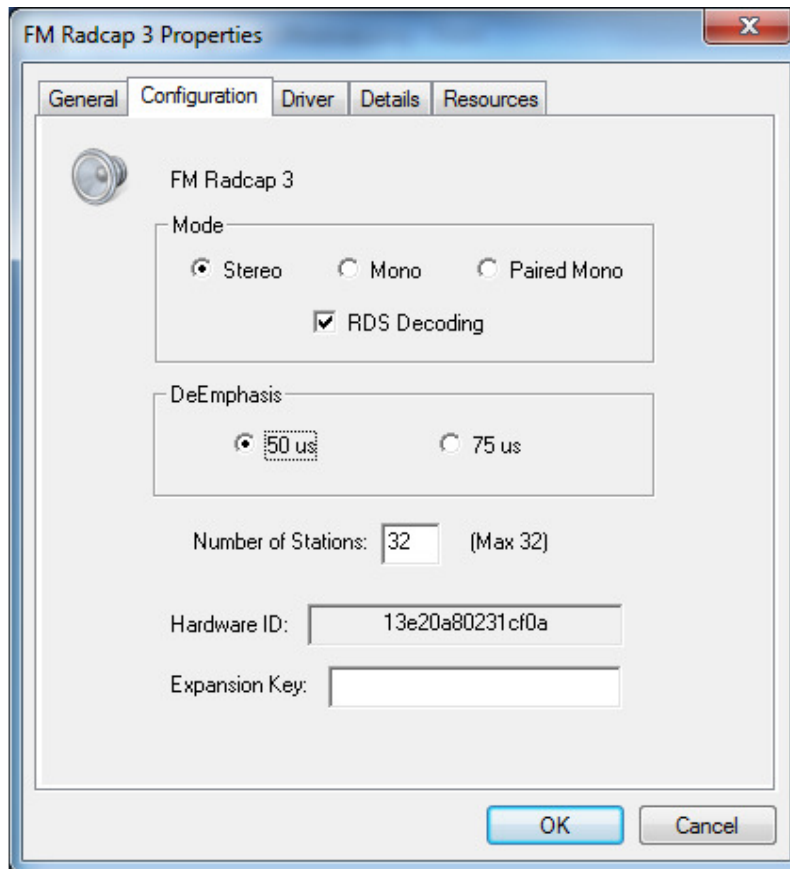 FM Radcap 3 Properties
General Configuration Driver Details Resources
FM Radcap 3
Mode
Stereo Mono Paired Mono
RDS Decoding
DeEmphasis
50 us 75 us
Number of Stations: 32 (Max 32)
Hardware ID: 13e20a80231cf0a
Expansion Key:
OK Cancel